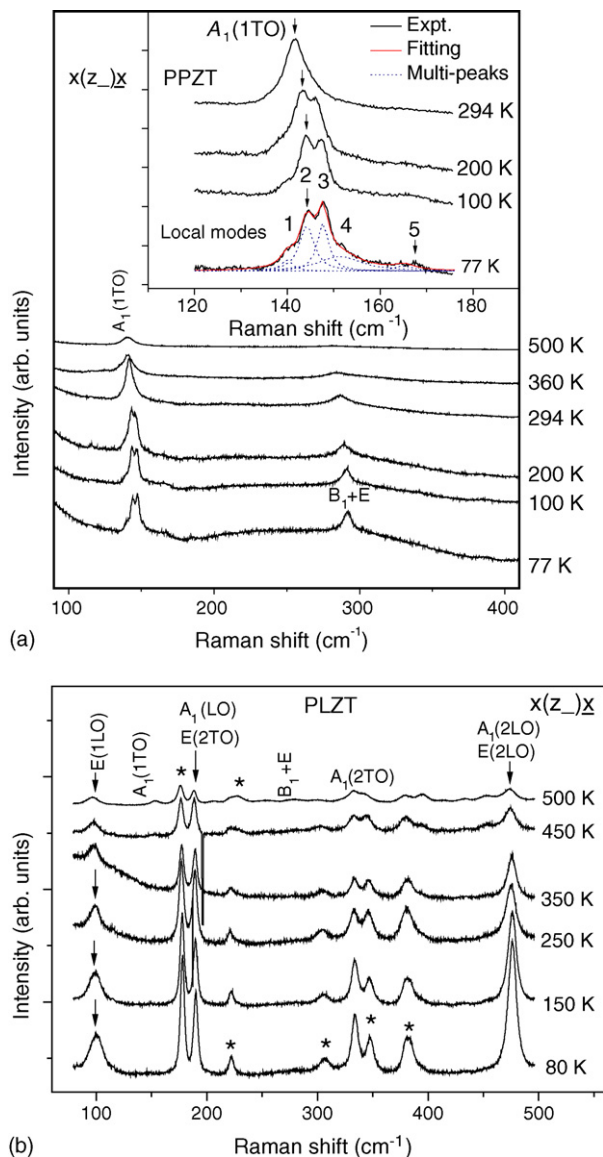 A₁(1TO)
Expt.
Fitting
Multi-peaks
x(z_)x
PPZT
294 K
200 K
100 K
2
3
1
4
5
Local modes
77 K
120 140 160 180
Raman shift (cm⁻¹)
A₁(1TO)
500 K
360 K
294 K
200 K
100 K
B₁+E
77 K
Intensity (arb. units)
100 200 300 400
Raman shift (cm⁻¹)
(a)
PLZT
x(z_)x
E(1LO)
A₁(1TO)
*
A₁(LO)
E(2TO)
*
B₁+E
A₁(2TO)
A₁(2LO)
E(2LO)
500 K
450 K
350 K
250 K
150 K
* * * *
80 K
Intensity (arb. units)
100 200 300 400 500
Raman shift (cm⁻¹)
(b)